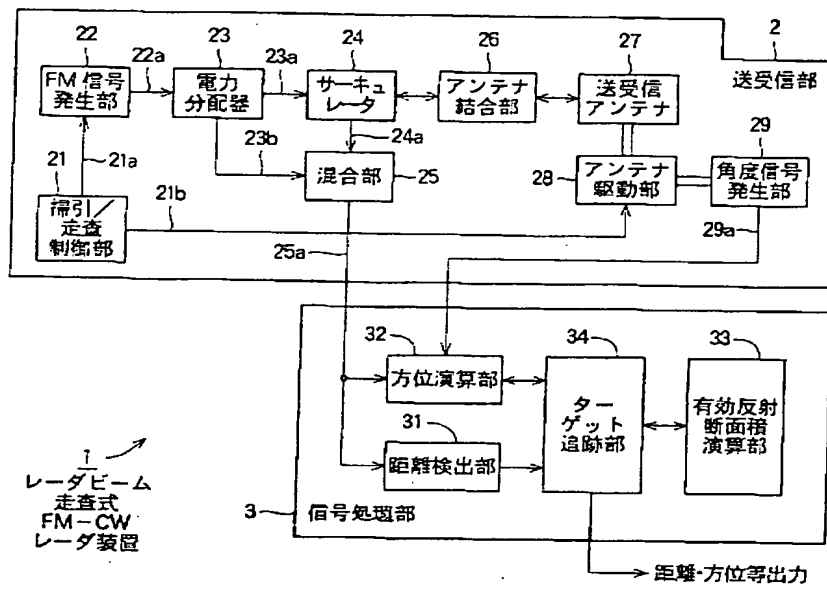 22
22a
23
23a
24
26
27
2
送受信部
FM信号
発生部
電力
分配器
サーキュ
レータ
アンテナ
結合部
送受信
アンテナ
21
21a
23b
24a
混合部
25
28
アンテナ
駆動部
29
角度信号
発生部
掃引/
走査
制御部
21b
25a
29a
32
方位演算部
34
ター
ゲット
追跡部
33
有効反射
断面積
演算部
31
距離検出部
1
レーダビーム
走査式
FM-CW
レーダ装置
3
信号処理部
距離・方位等出力